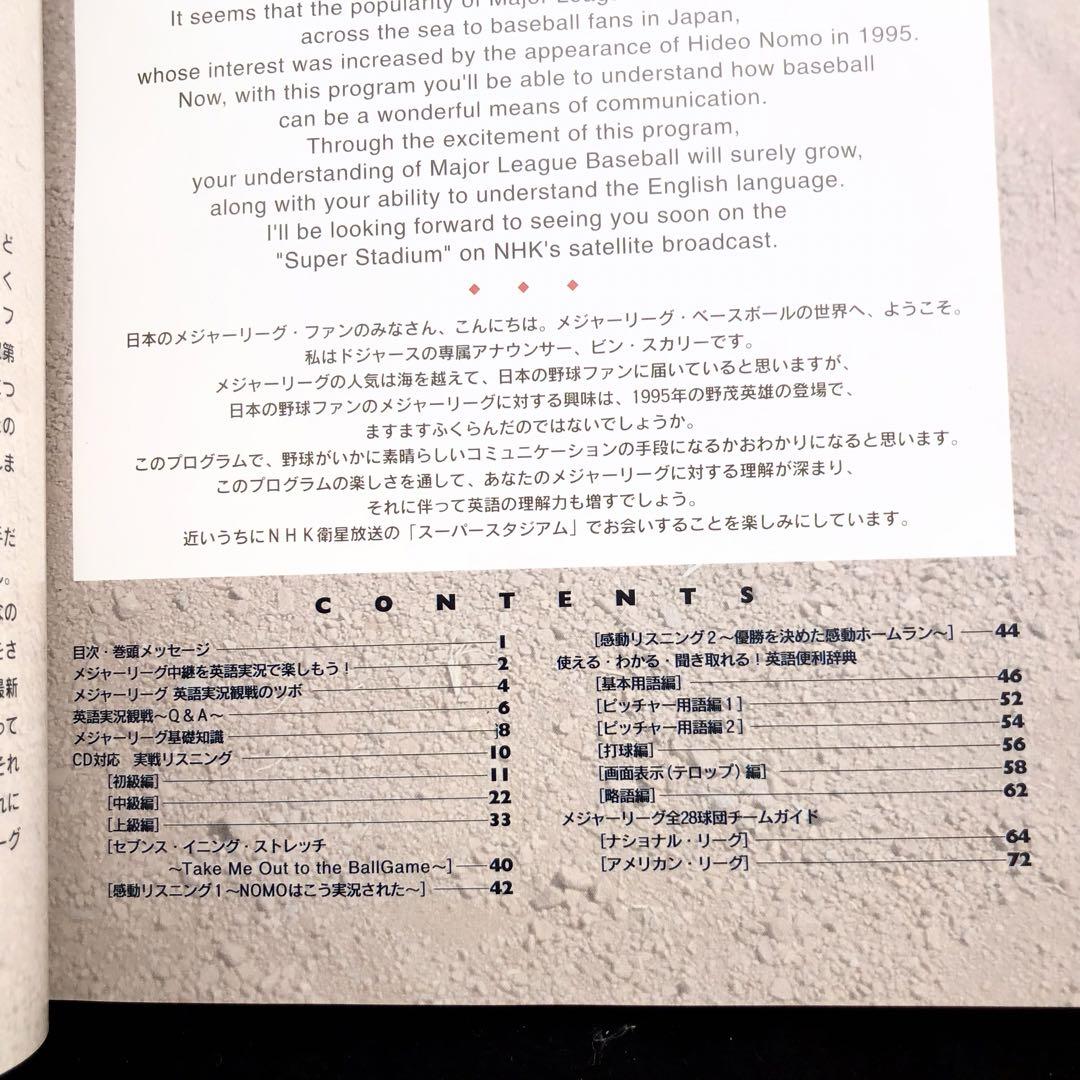 It seems that the popularity of Major
across the sea to baseball fans in Japan,
whose interest was increased by the appearance of Hideo Nomo in 1995.
Now, with this program you'll be able to understand how baseball
can be a wonderful means of communication.
Through the excitement of this program,
your understanding of Major League Baseball will surely grow,
along with your ability to understand the English language.
I'll be looking forward to seeing you soon on the
"Super Stadium" on NHK's satellite broadcast.
日本のメジャーリーグ・ファンのみなさん、こんにちは。メジャーリーグ・ベースボールの世界へ、ようこそ。
私はドジャースの専属アナウンサー、ビン・スカリーです。
メジャーリーグの人気は海を越えて、日本の野球ファンに届いていると思いますが、
日本の野球ファンのメジャーリーグに対する興味は、1995年の野茂英雄の登場で、
ますますふくらんだのではないでしょうか。
このプログラムで、野球がいかに素晴らしいコミュニケーションの手段になるかおわかりになると思います。
このプログラムの楽しさを通して、あなたのメジャーリーグに対する理解が深まり、
それに伴って英語の理解力も増すでしょう。
近いうちにNHK衛星放送の「スーパースタジアム」でお会いすることを楽しみにしています。
CONTENTS
目次・巻頭メッセージ 1
メジャーリーグ中継を英語実況で楽しもう! 2
メジャーリーグ 英語実況観戦のツボ 4
英語実況観戦〜Q&A〜 6
メジャーリーグ基礎知識 8
CD対応 実戦リスニング 10
[初級編] 11
[中級編] 22
[上級編] 33
[セブンス・イニング・ストレッチ
〜Take Me Out to the BallGame〜] 40
[感動リスニング1〜NOMOはこう実況された〜] 42
[感動リスニング2〜優勝を決めた感動ホームラン〜] 44
使える・わかる・聞き取れる!英語便利辞典
[基本用語編] 46
[ピッチャー用語編1] 52
[ピッチャー用語編2] 54
[打球編] 56
[画面表示(テロップ)編] 58
[略語編] 62
メジャーリーグ全28球団チームガイド
[ナショナル・リーグ] 64
[アメリカン・リーグ] 72